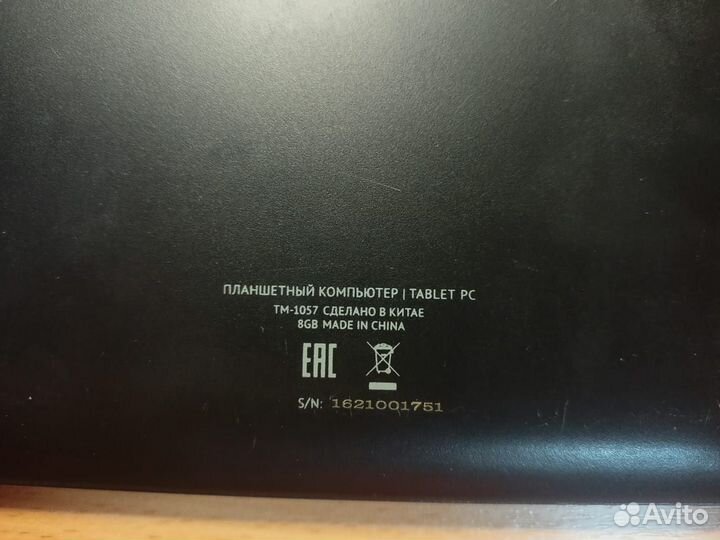 ПЛАНШЕТНЫЙ КОМПЬЮТЕР | TABLET PC
TM-1057 СДЕЛАНО В КИТАЕ
8GB MADE IN CHINA
EAC
S/N: 1621001751
Avito